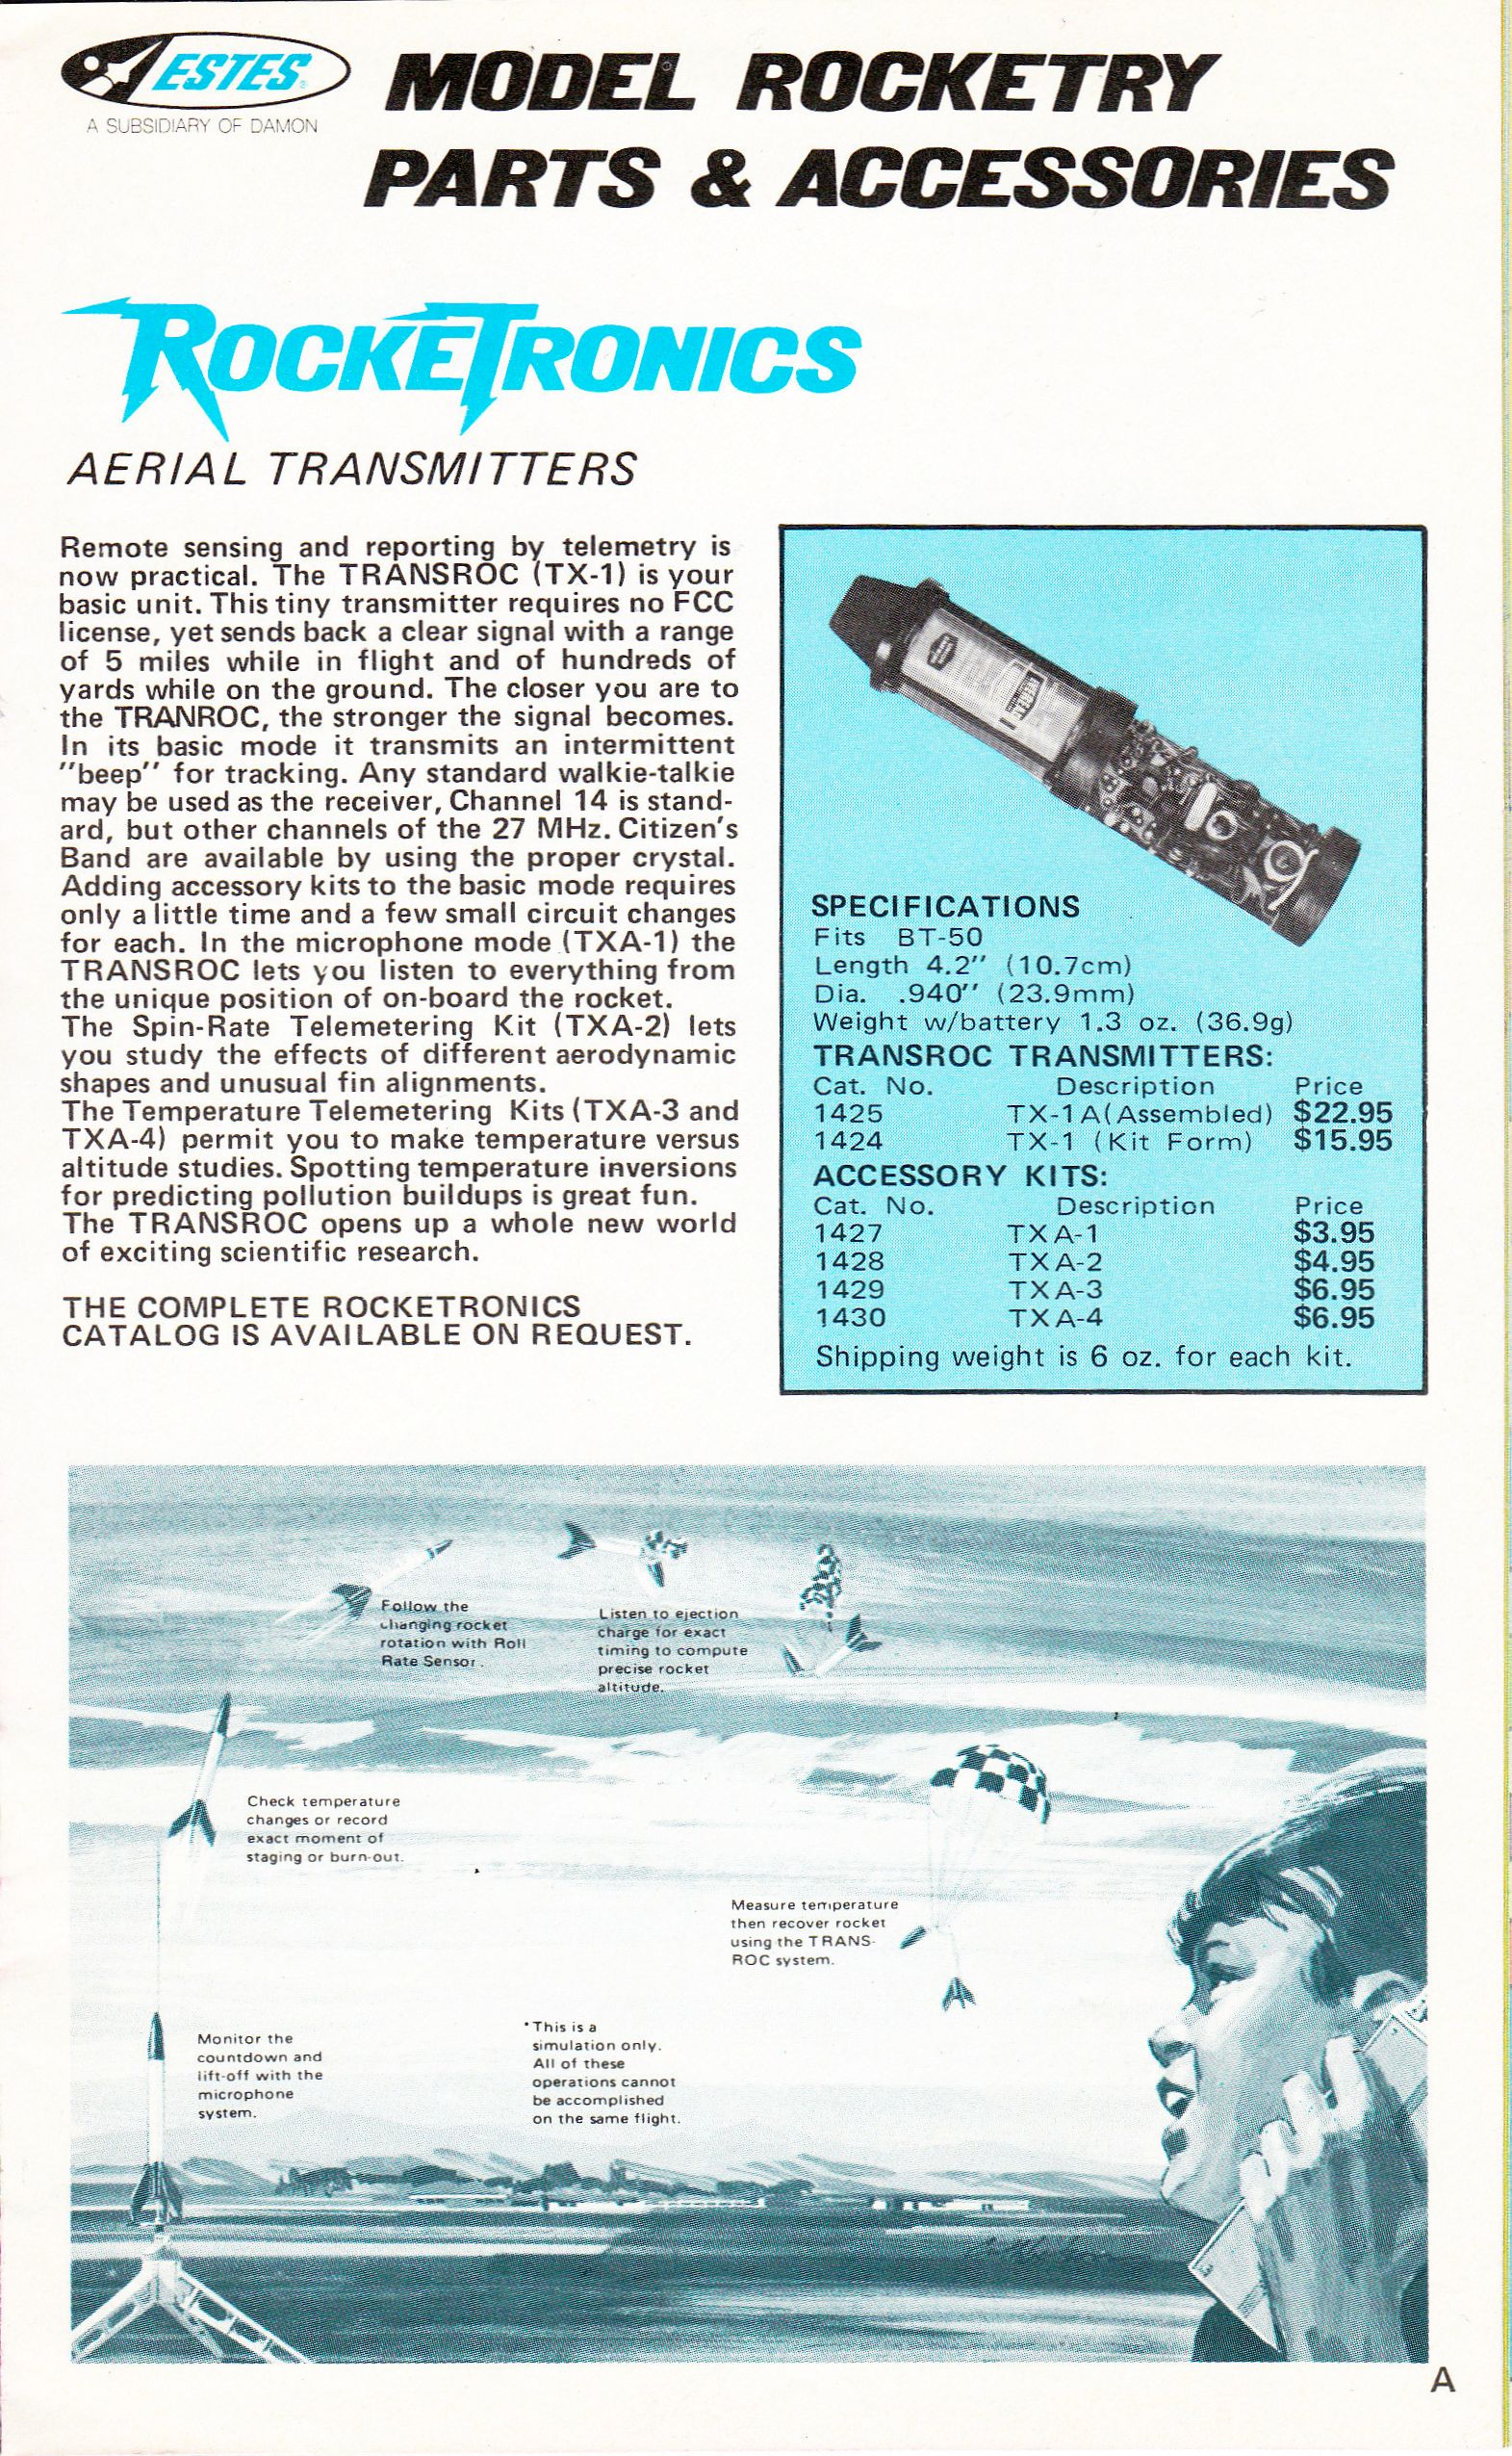 ESTES
A SUBSIDIARY OF DAMON
MODEL ROCKETRY
PARTS & ACCESSORIES
ROCKETRONICS
AERIAL TRANSMITTERS
Remote sensing and reporting by telemetry is
now practical. The TRANSROC (TX-1) is your
basic unit. This tiny transmitter requires no FCC
license, yet sends back a clear signal with a range
of 5 miles while in flight and of hundreds of
yards while on the ground. The closer you are to
the TRANROC, the stronger the signal becomes.
In its basic mode it transmits an intermittent
"beep" for tracking. Any standard walkie-talkie
may be used as the receiver, Channel 14 is stand-
ard, but other channels of the 27 MHz. Citizen's
Band are available by using the proper crystal.
Adding accessory kits to the basic mode requires
only a little time and a few small circuit changes
for each. In the microphone mode (TXA-1) the
TRANSROC lets you listen to everything from
the unique position of on-board the rocket.
The Spin-Rate Telemetering Kit (TXA-2) lets
you study the effects of different aerodynamic
shapes and unusual fin alignments.
The Temperature Telemetering Kits (TXA-3 and
TXA-4) permit you to make temperature versus
altitude studies. Spotting temperature inversions
for predicting pollution buildups is great fun.
The TRANSROC opens up a whole new world
of exciting scientific research.
THE COMPLETE ROCKETRONICS
CATALOG IS AVAILABLE ON REQUEST.
SPECIFICATIONS
Fits BT-50
Length 4.2" (10.7cm)
Dia. .940" (23.9mm)
Weight w/battery 1.3 oz. (36.9g)
TRANSROC TRANSMITTERS:
Cat. No. Description Price
1425 TX-1A(Assembled) $22.95
1424 TX-1 (Kit Form) $15.95
ACCESSORY KITS:
Cat. No. Description Price
1427 TXA-1 $3.95
1428 TXA-2 $4.95
1429 TXA-3 $6.95
1430 TXA-4 $6.95
Shipping weight is 6 oz. for each kit.
Follow the
changing rocket
rotation with Roll
Rate Sensor.
Listen to ejection
charge for exact
timing to compute
precise rocket
altitude.
Check temperature
changes or record
exact moment of
staging or burn-out.
Measure temperature
then recover rocket
using the TRANS-
ROC system.
Monitor the
countdown and
lift-off with the
microphone
system.
*This is a
simulation only.
All of these
operations cannot
be accomplished
on the same flight.
A